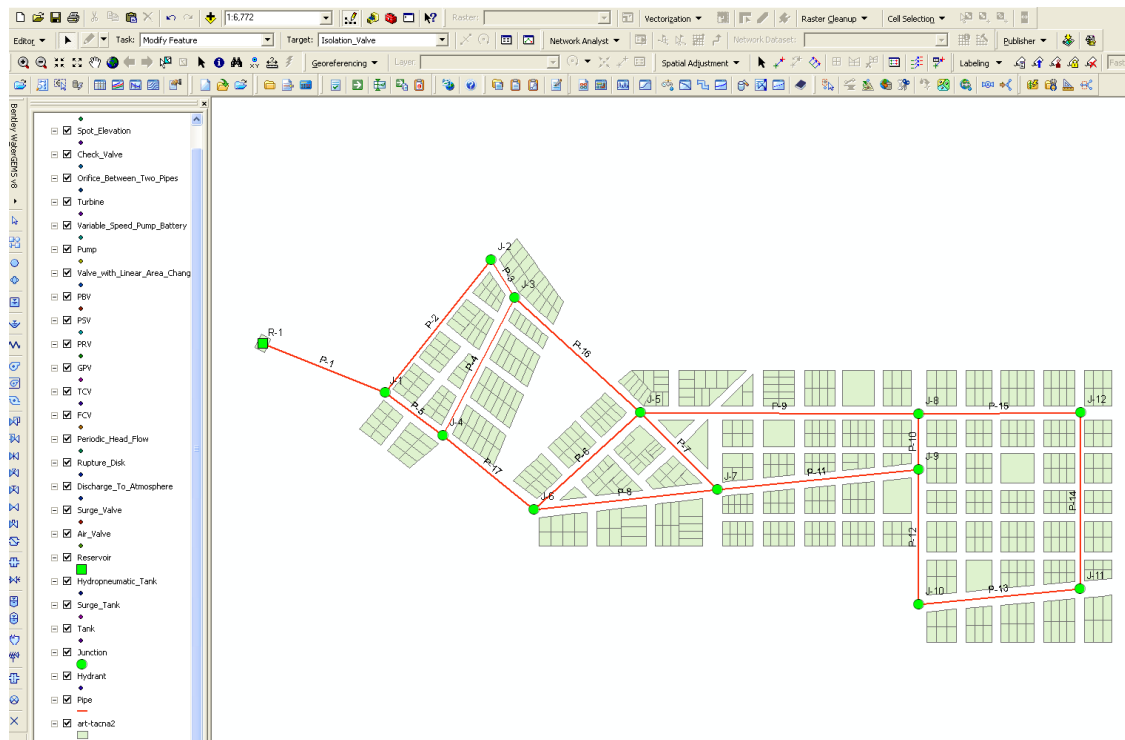 1:6,772
Raster:
Vectorization
Raster Cleanup
Cell Selection
Editor
Task:
Modify Feature
Target:
Isolation_Valve
Network Analyst
Network Dataset:
Publisher
Georeferencing
Layer:
Spatial Adjustment
Labeling
Fast
Bentley WaterGEMS v8
Spot_Elevation
Check_Valve
Orifice_Between_Two_Pipes
Turbine
Variable_Speed_Pump_Battery
Pump
Valve_with_Linear_Area_Chang
PBV
PSV
PRV
GPV
TCV
FCV
Periodic_Head_Flow
Rupture_Disk
Discharge_To_Atmosphere
Surge_Valve
Air_Valve
Reservoir
Hydropneumatic_Tank
Surge_Tank
Tank
Junction
Hydrant
Pipe
art-tacna2
J-2
P-3
J-3
R-1
P-2
P-1
P-4
P-16
J-1
P-5
J-4
J-5
P-9
J-8
P-15
J-12
P-17
P-6
P-7
P-10
J-9
P-11
J-7
J-6
P-8
P-14
P-12
J-10
P-13
J-11